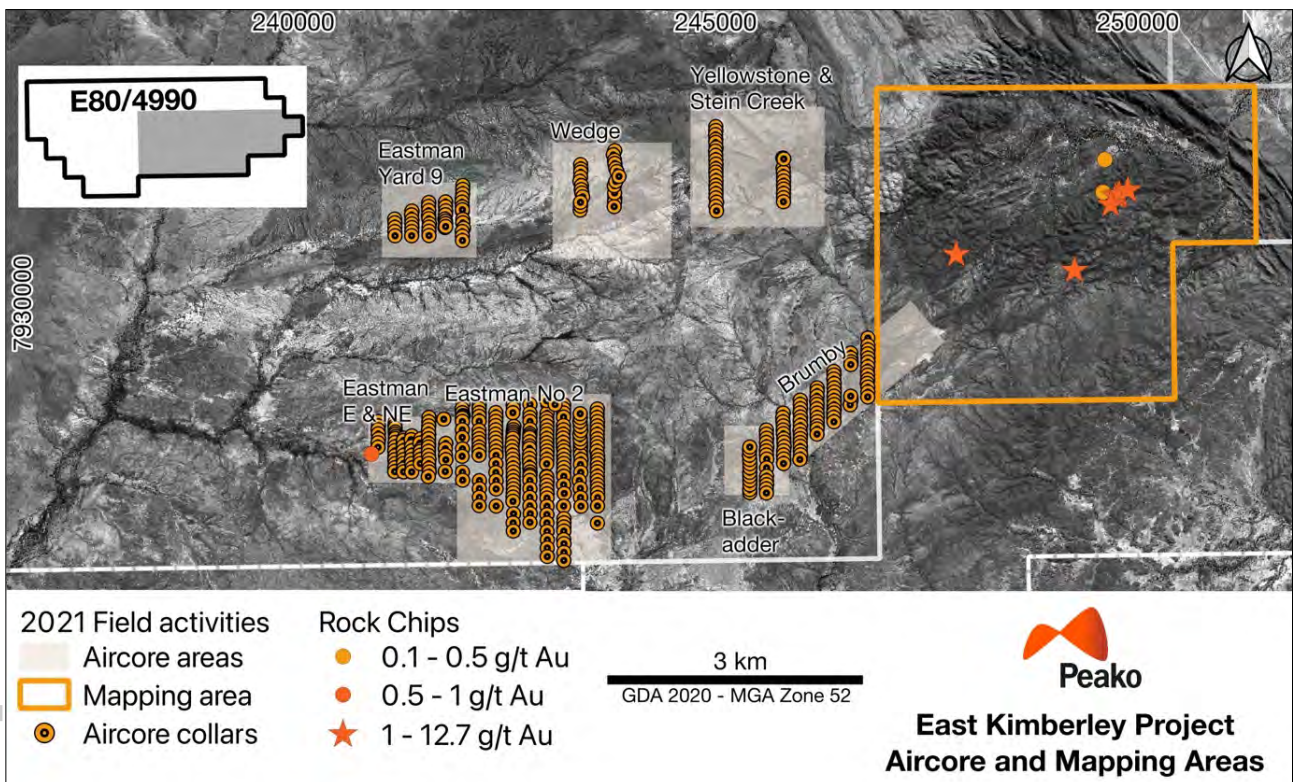 240000
245000
250000
N
E80/4990
Yellowstone &
Stein Creek
Wedge
Eastman
Yard 9
7930000
Brumby
Eastman
E & NE
Eastman No 2
Black-
adder
2021 Field activities
Aircore areas
Mapping area
Aircore collars
Rock Chips
0.1 - 0.5 g/t Au
0.5 - 1 g/t Au
1 - 12.7 g/t Au
3 km
GDA 2020 - MGA Zone 52
Peako
East Kimberley Project
Aircore and Mapping Areas